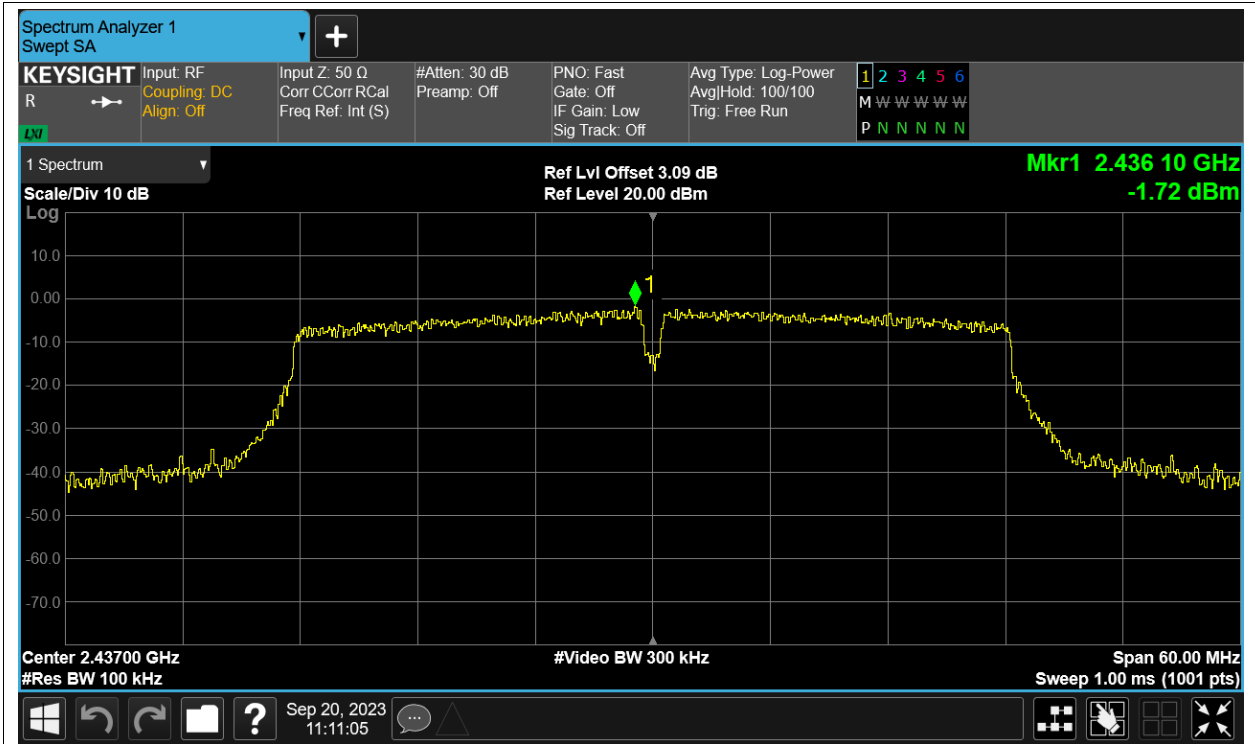 Spectrum Analyzer 1
Swept SA
+
KEYSIGHT
R
LXI
Input: RF
Coupling: DC
Align: Off
Input Z: 50 Ω
Corr CCorr RCal
Freq Ref: Int (S)
#Atten: 30 dB
Preamp: Off
PNO: Fast
Gate: Off
IF Gain: Low
Sig Track: Off
Avg Type: Log-Power
Avg|Hold: 100/100
Trig: Free Run
1 2 3 4 5 6
M W W W W W
P N N N N N
1 Spectrum
Scale/Div 10 dB
Log
Ref Lvl Offset 3.09 dB
Ref Level 20.00 dBm
Mkr1 2.436 10 GHz
-1.72 dBm
10.0
0.00
1
-10.0
-20.0
-30.0
-40.0
-50.0
-60.0
-70.0
Center 2.43700 GHz
#Res BW 100 kHz
#Video BW 300 kHz
Span 60.00 MHz
Sweep 1.00 ms (1001 pts)
?
Sep 20, 2023
11:11:05